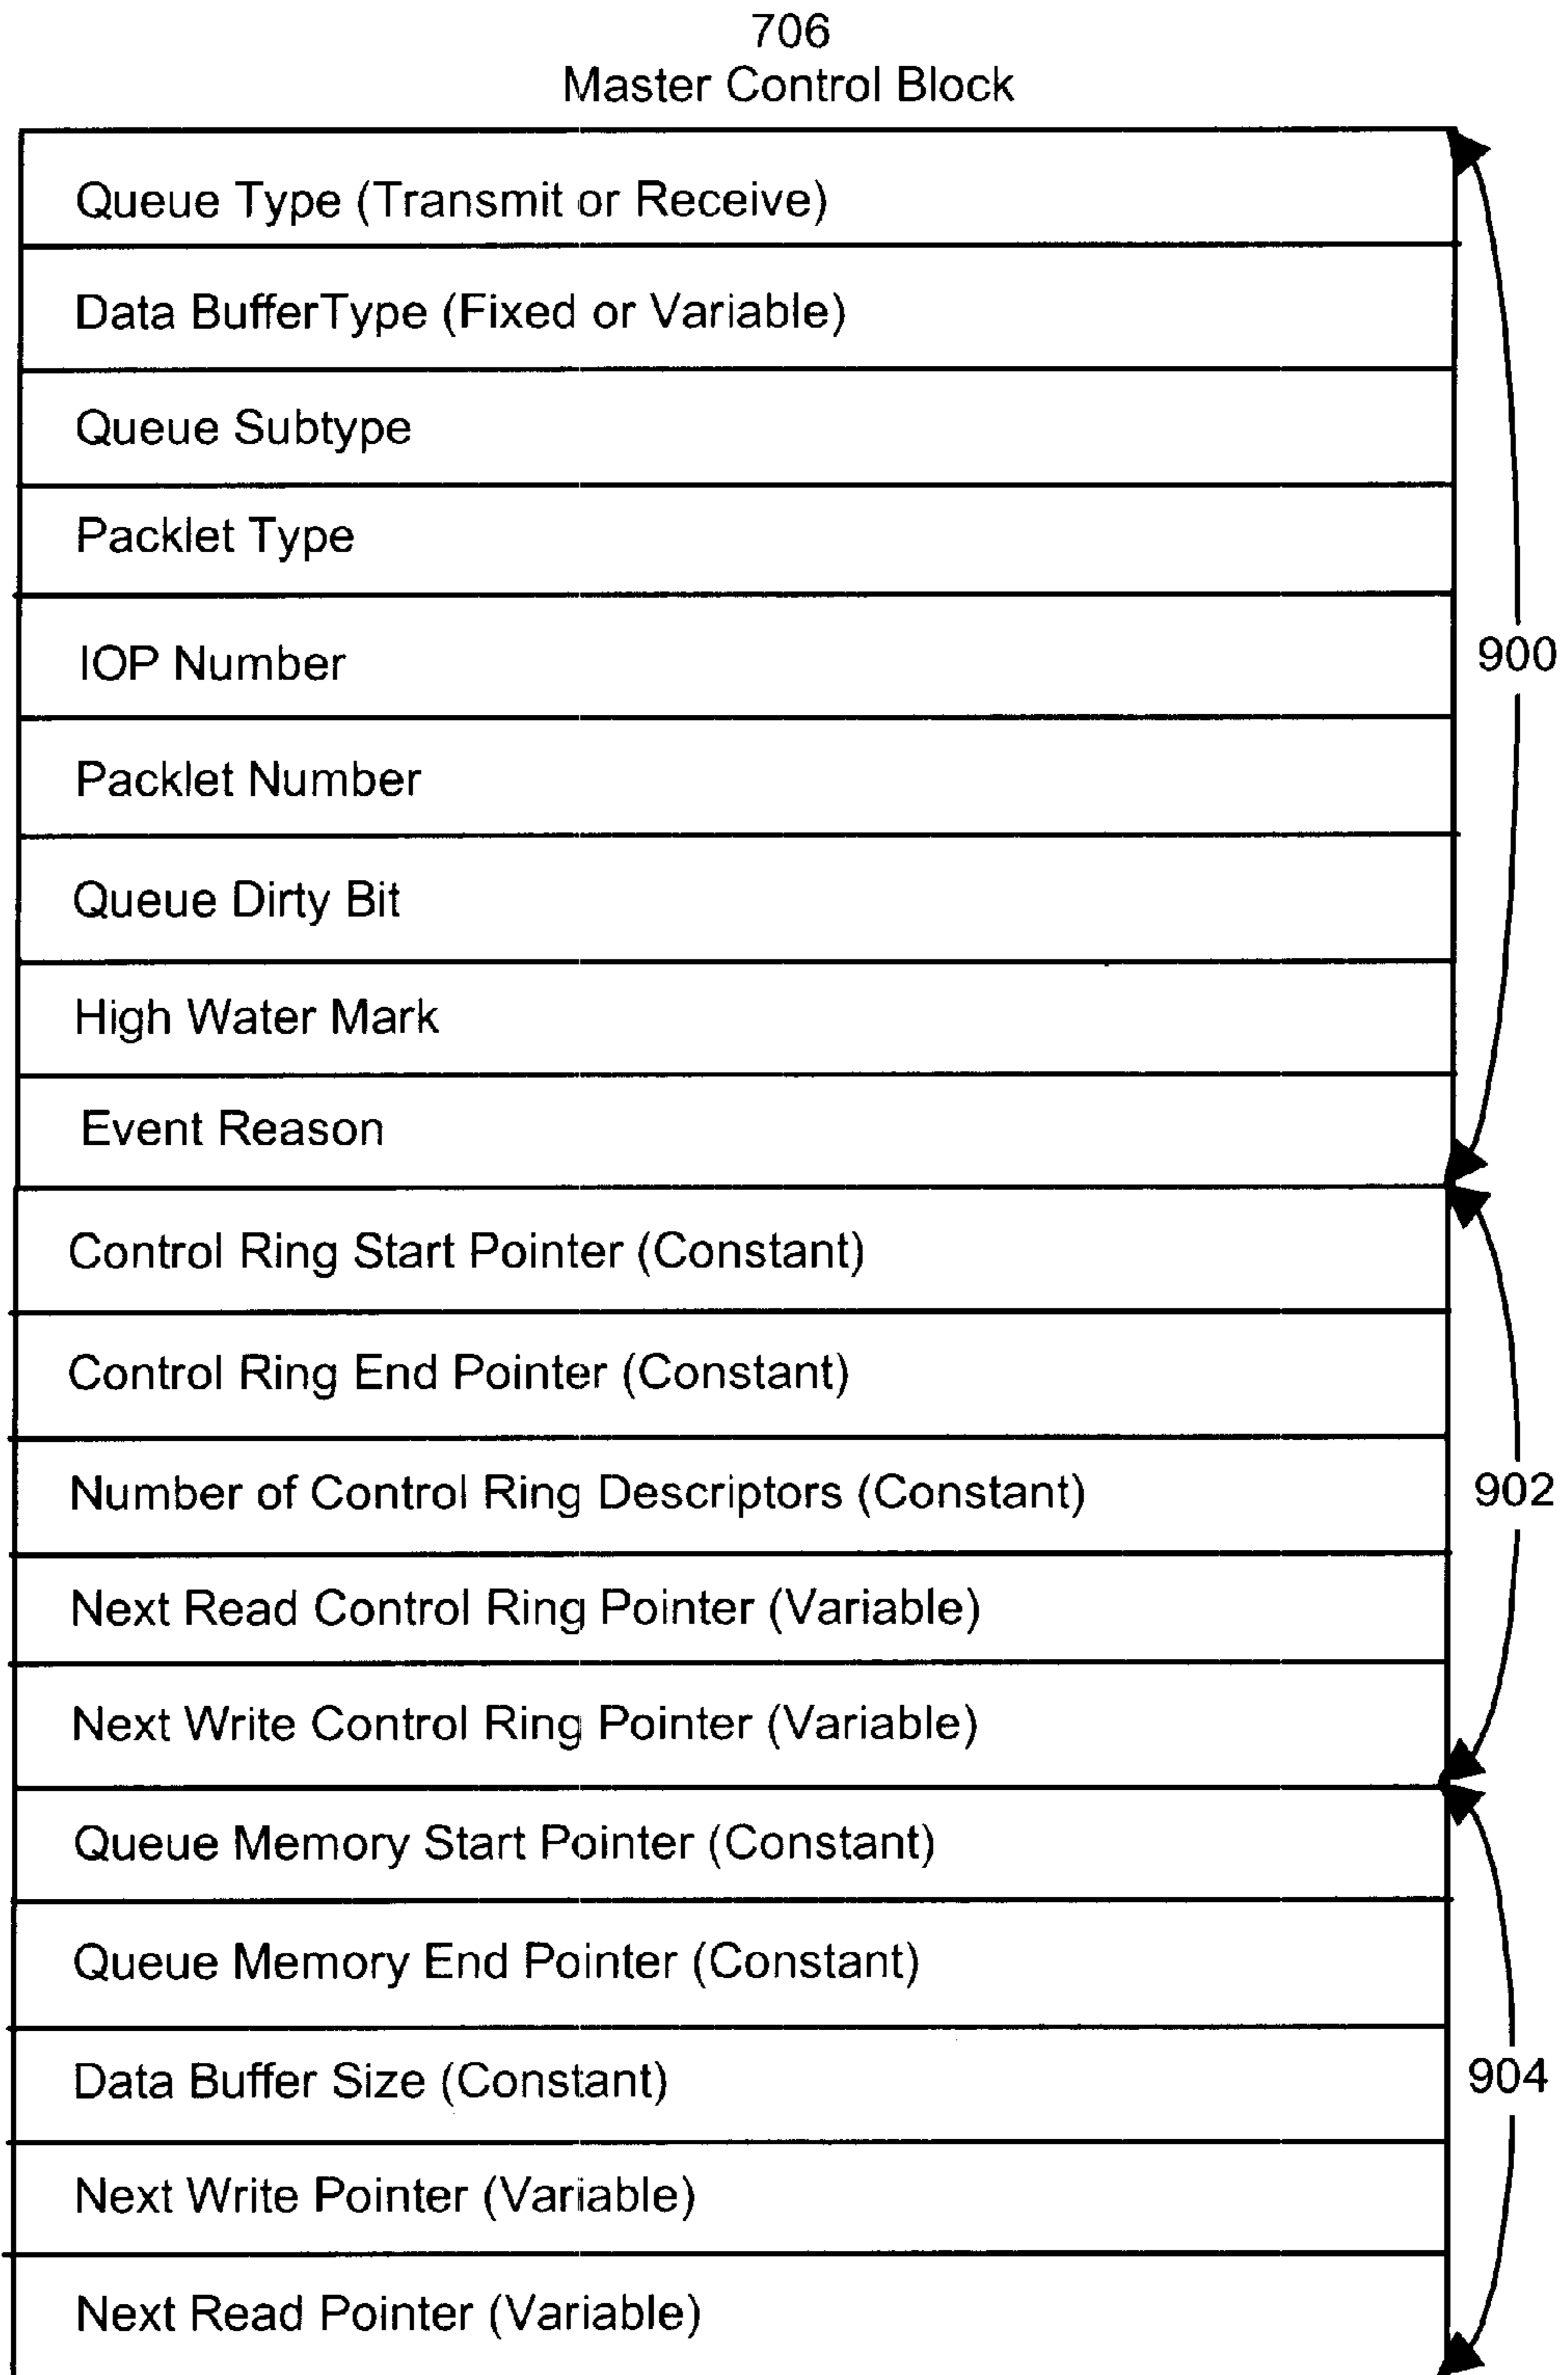 706
Master Control Block
Queue Type (Transmit or Receive)
Data BufferType (Fixed or Variable)
Queue Subtype
Packlet Type
IOP Number
900
Packlet Number
Queue Dirty Bit
High Water Mark
Event Reason
Control Ring Start Pointer (Constant)
Control Ring End Pointer (Constant)
Number of Control Ring Descriptors (Constant)
902
Next Read Control Ring Pointer (Variable)
Next Write Control Ring Pointer (Variable)
Queue Memory Start Pointer (Constant)
Queue Memory End Pointer (Constant)
Data Buffer Size (Constant)
904
Next Write Pointer (Variable)
Next Read Pointer (Variable)